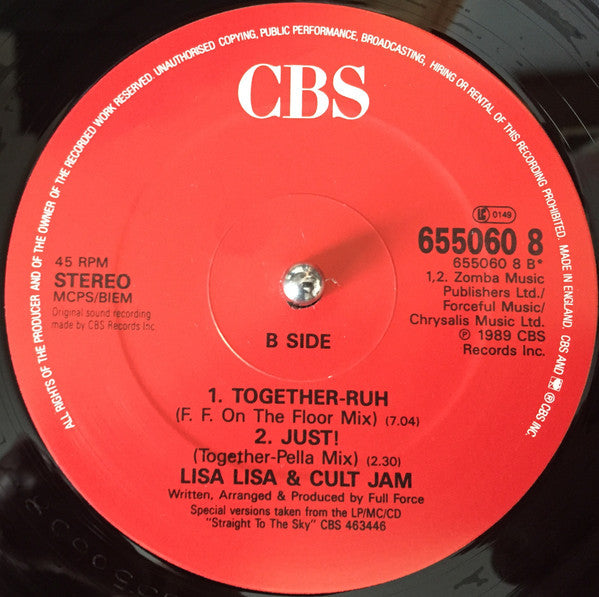 ALL RIGHTS OF THE PRODUCER AND OF THE OWNER OF THE RECORDED WORK RESERVED. UNAUTHORISED COPYING, PUBLIC PERFORMANCE, BROADCASTING, HIRING OR RENTAL OF THIS RECORDING PROHIBITED. MADE IN ENGLAND. CBS AND ® CBS INC.
CBS
LC 0149
655060 8
655060 8 B*
1,2. Zomba Music
Publishers Ltd./
Forceful Music/
Chrysalis Music Ltd.
℗ 1989 CBS
Records Inc.
45 RPM
STEREO
MCPS/BIEM
Original sound recording
made by CBS Records Inc
B SIDE
1. TOGETHER-RUH
(F. F. On The Floor Mix) (7.04)
2. JUST!
(Together-Pella Mix) (2.30)
LISA LISA & CULT JAM
Written, Arranged & Produced by Full Force
Special versions taken from the LP/MC/CD
"Straight To The Sky" CBS 463446